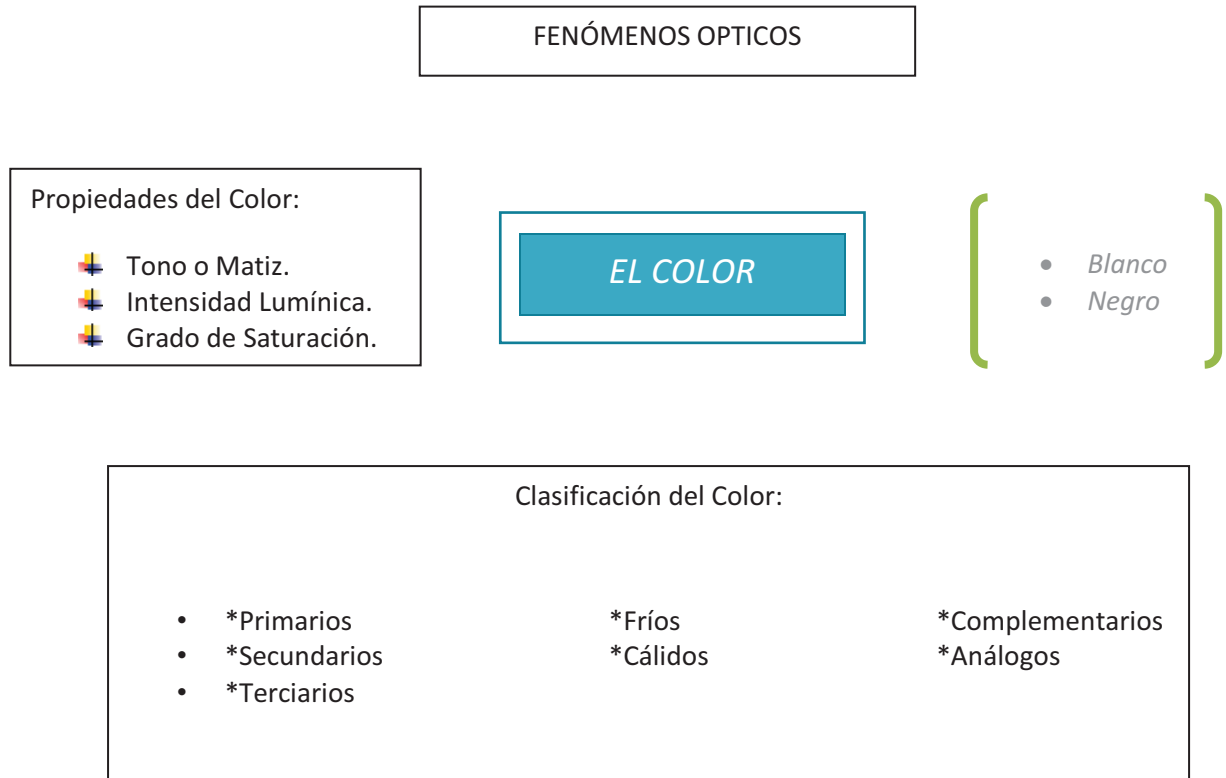 FENÓMENOS OPTICOS
Propiedades del Color:
Tono o Matiz.
Intensidad Lumínica.
Grado de Saturación.
EL COLOR
• Blanco
• Negro
Clasificación del Color:
• *Primarios *Fríos *Complementarios
• *Secundarios *Cálidos *Análogos
• *Terciarios